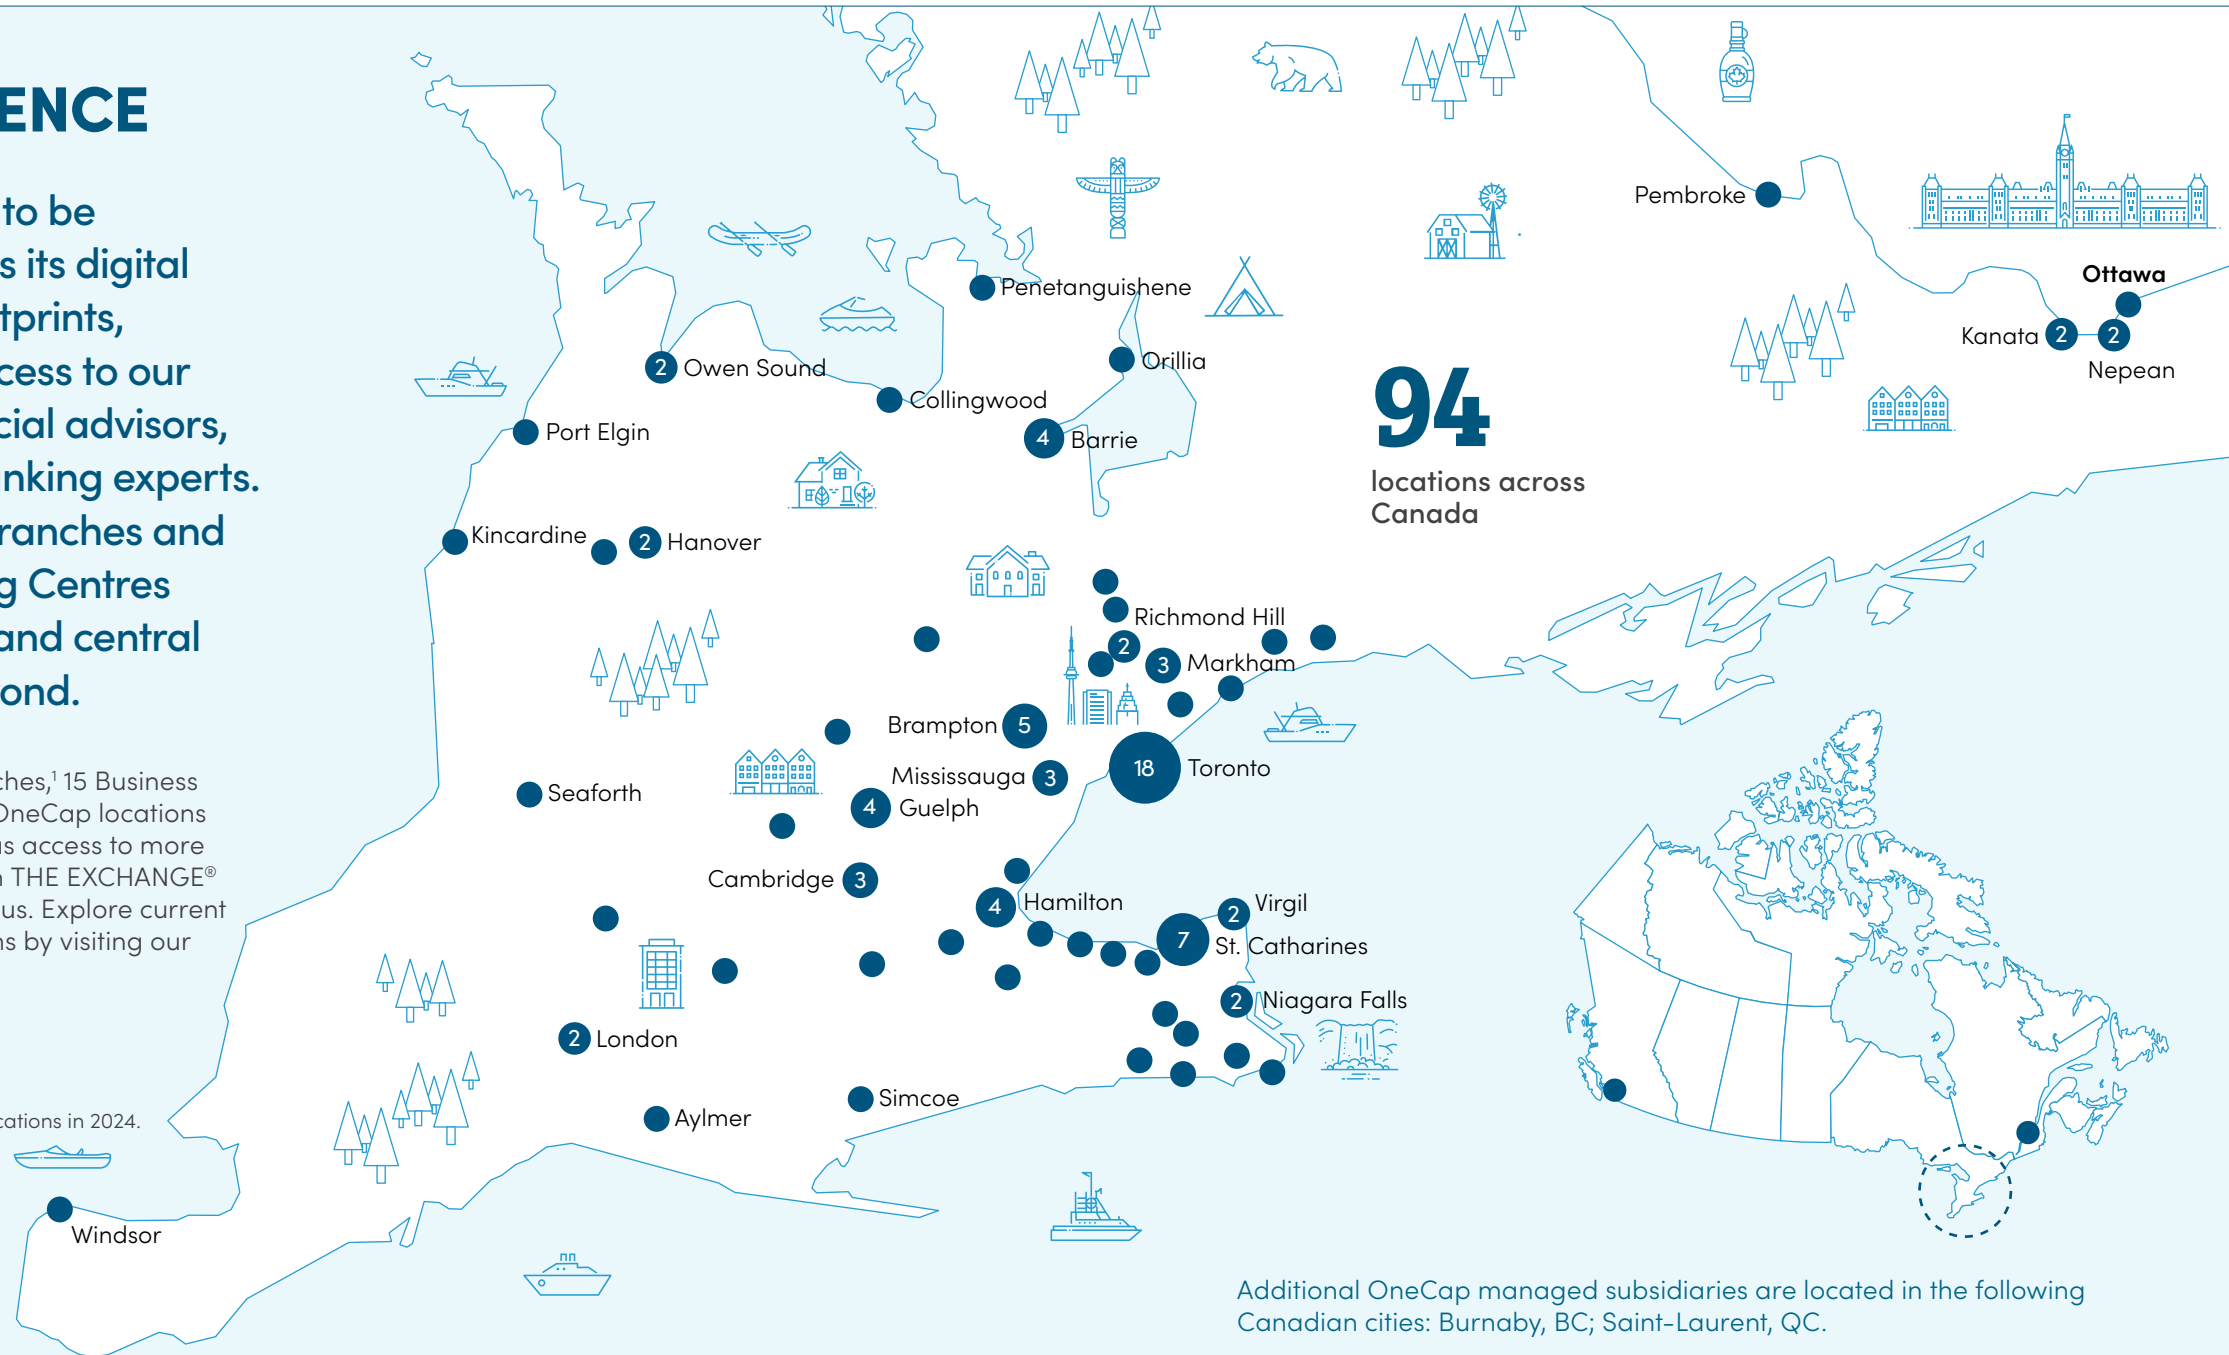 ENCE
to be
s its digital
tprints,
cess to our
cial advisors,
nking experts.
ranches and
g Centres
and central
ond.
ches,¹ 15 Business
OneCap locations
us access to more
n THE EXCHANGE®
us. Explore current
ns by visiting our
cations in 2024.
Pembroke
Ottawa
Kanata 2
2
Nepean
Penetanguishene
Orillia
2 Owen Sound
Collingwood
Port Elgin
4 Barrie
94
locations across
Canada
Kincardine
2 Hanover
Richmond Hill
2
3 Markham
Brampton 5
18 Toronto
Mississauga 3
Seaforth
4 Guelph
Cambridge 3
4 Hamilton
2 Virgil
7 St. Catharines
2 Niagara Falls
2 London
Simcoe
Aylmer
Windsor
Additional OneCap managed subsidiaries are located in the following
Canadian cities: Burnaby, BC; Saint-Laurent, QC.